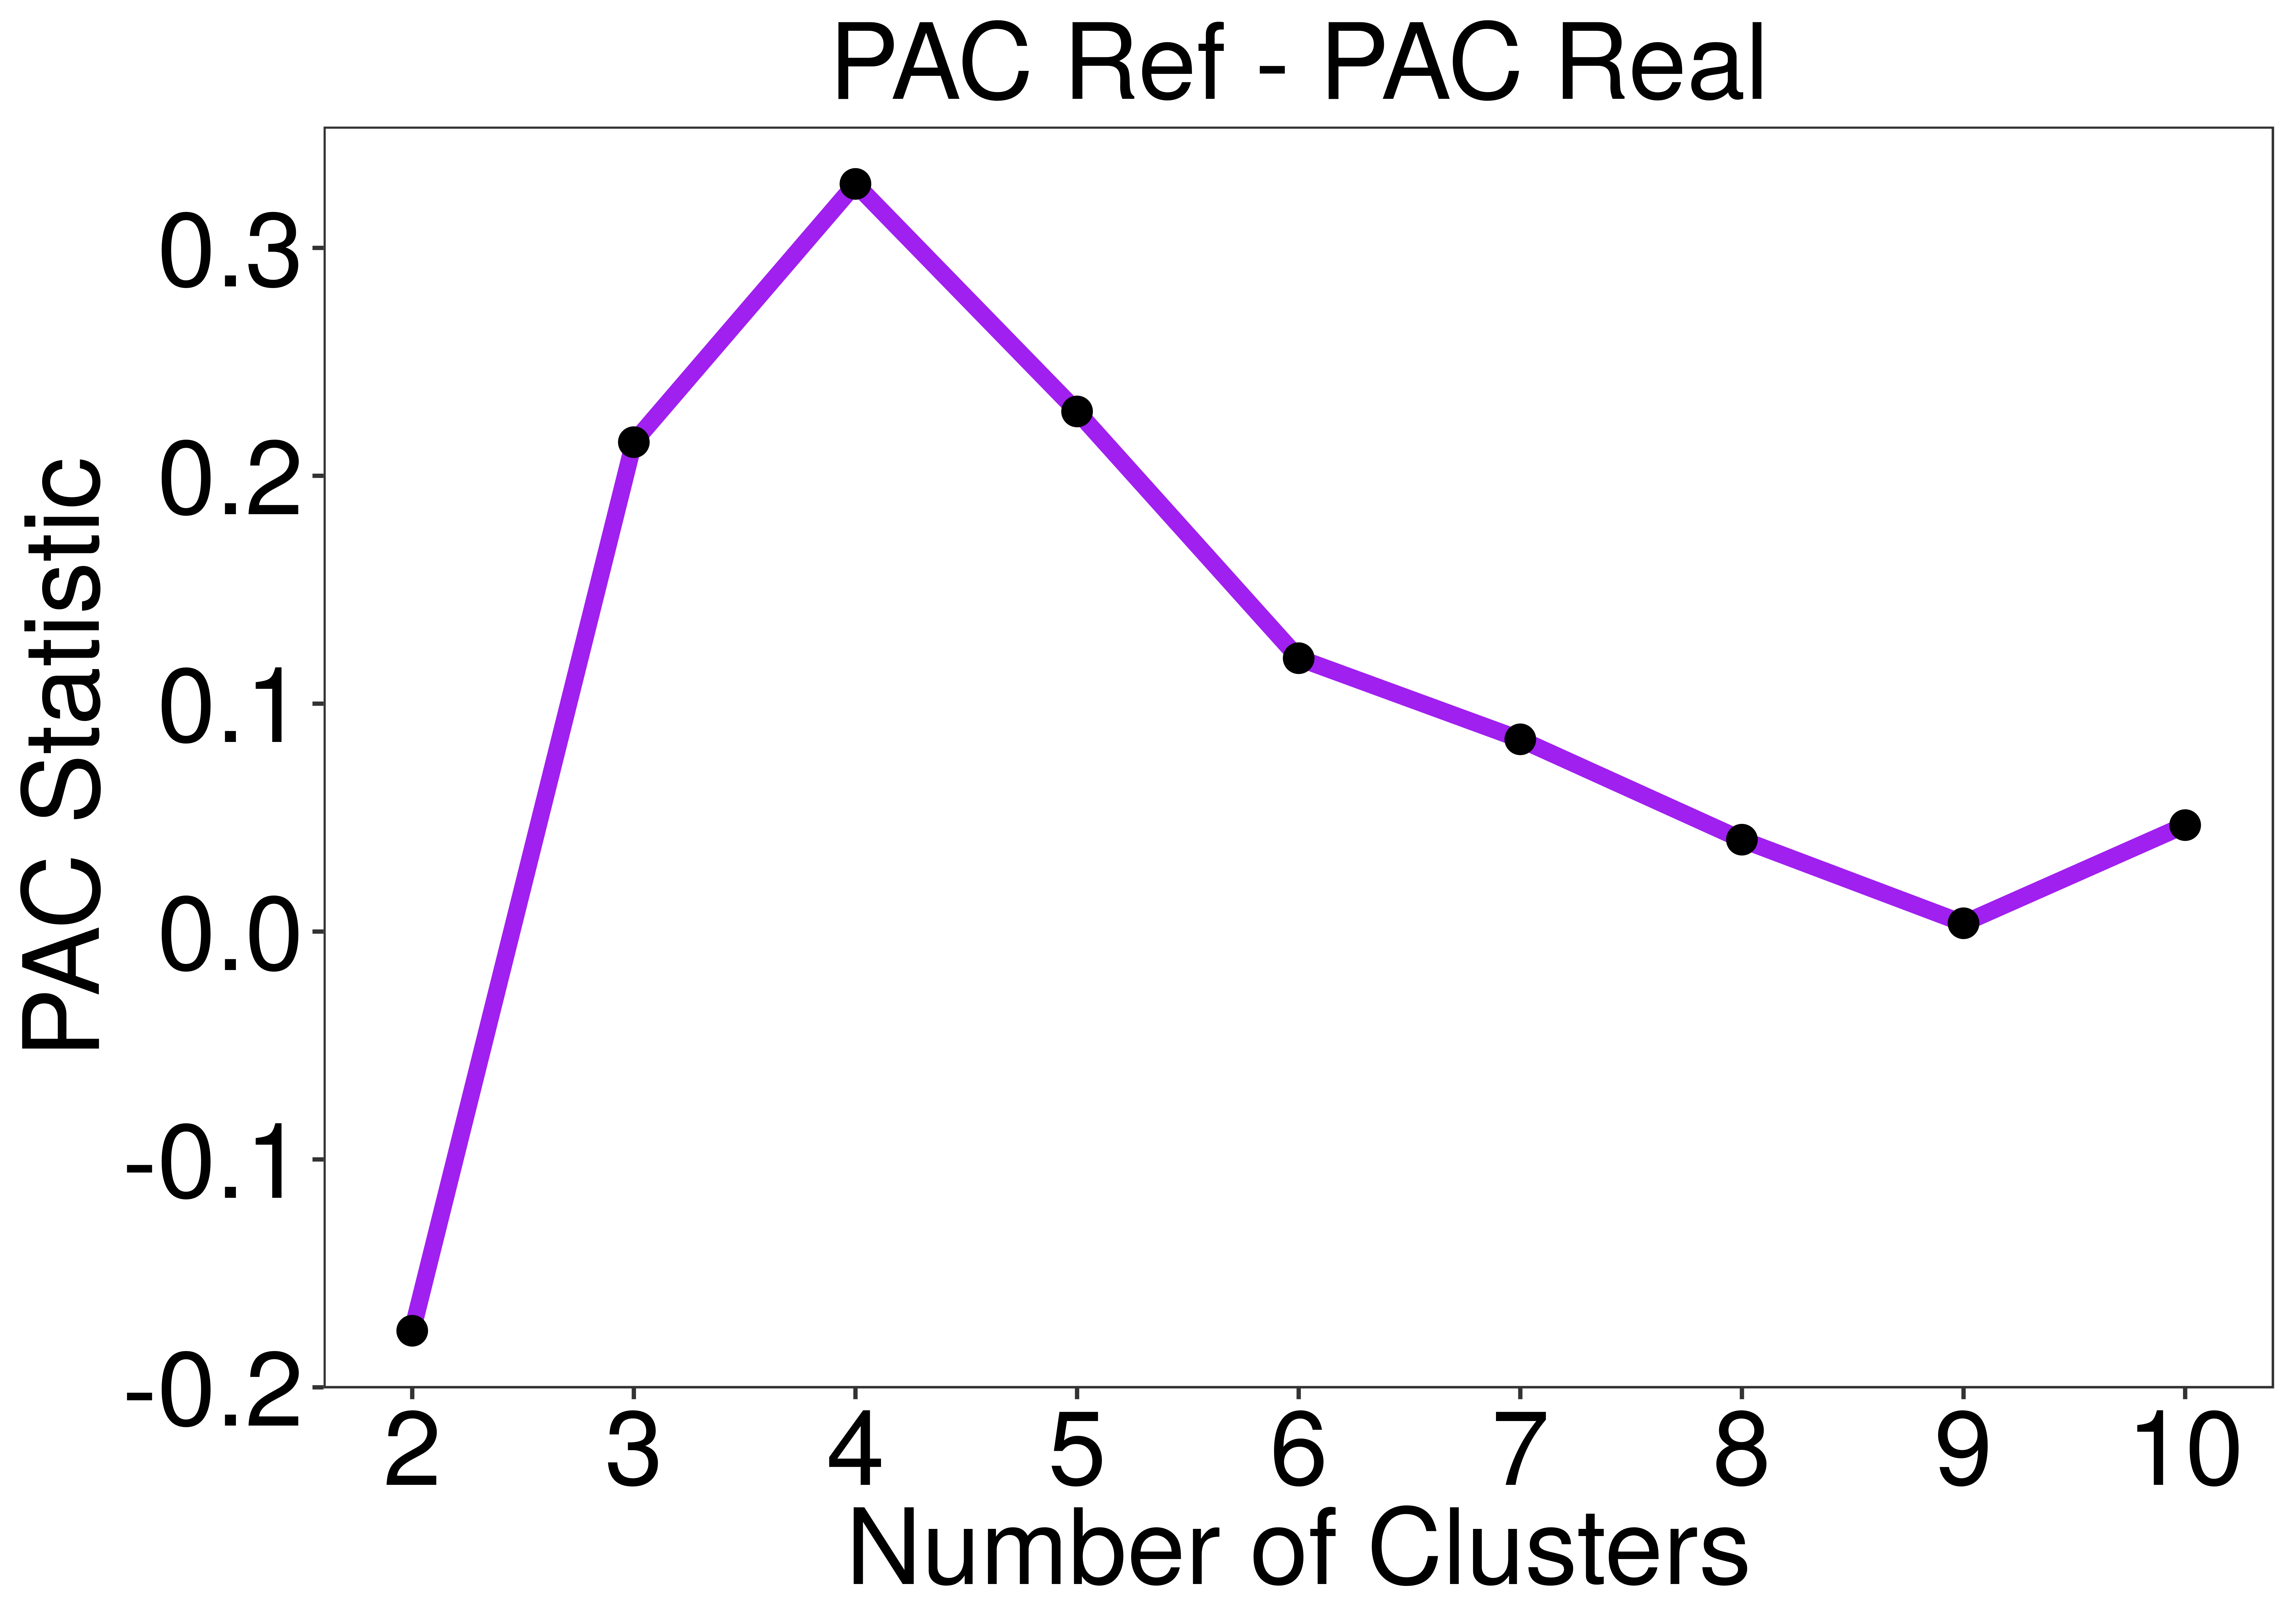 PAC Ref - PAC Real
PAC Statistic
0.3
0.2
0.1
0.0
-0.1
-0.2
2 3 4 5 6 7 8 9 10
Number of Clusters